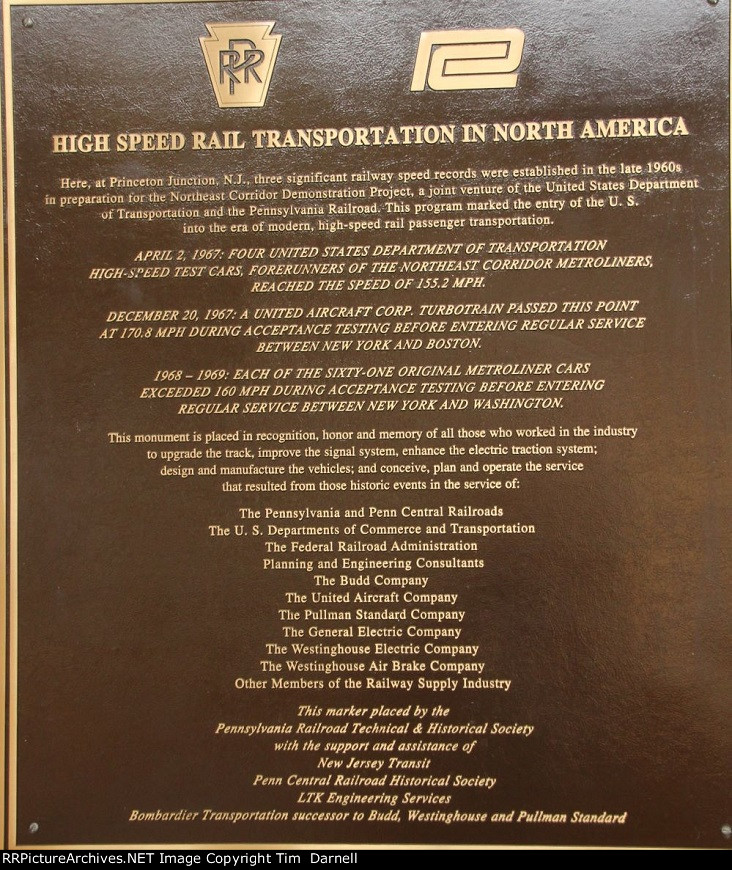 PRR
HIGH SPEED RAIL TRANSPORTATION IN NORTH AMERICA
Here, at Princeton Junction, N.J., three significant railway speed records were established in the late 1960s
in preparation for the Northeast Corridor Demonstration Project, a joint venture of the United States Department
of Transportation and the Pennsylvania Railroad. This program marked the entry of the U. S.
into the era of modern, high-speed rail passenger transportation.
APRIL 2, 1967: FOUR UNITED STATES DEPARTMENT OF TRANSPORTATION
HIGH-SPEED TEST CARS, FORERUNNERS OF THE NORTHEAST CORRIDOR METROLINERS,
REACHED THE SPEED OF 155.2 MPH.
DECEMBER 20, 1967: A UNITED AIRCRAFT CORP. TURBOTRAIN PASSED THIS POINT
AT 170.8 MPH DURING ACCEPTANCE TESTING BEFORE ENTERING REGULAR SERVICE
BETWEEN NEW YORK AND BOSTON.
1968 – 1969: EACH OF THE SIXTY-ONE ORIGINAL METROLINER CARS
EXCEEDED 160 MPH DURING ACCEPTANCE TESTING BEFORE ENTERING
REGULAR SERVICE BETWEEN NEW YORK AND WASHINGTON.
This monument is placed in recognition, honor and memory of all those who worked in the industry
to upgrade the track, improve the signal system, enhance the electric traction system;
design and manufacture the vehicles; and conceive, plan and operate the service
that resulted from those historic events in the service of:
The Pennsylvania and Penn Central Railroads
The U. S. Departments of Commerce and Transportation
The Federal Railroad Administration
Planning and Engineering Consultants
The Budd Company
The United Aircraft Company
The Pullman Standard Company
The General Electric Company
The Westinghouse Electric Company
The Westinghouse Air Brake Company
Other Members of the Railway Supply Industry
This marker placed by the
Pennsylvania Railroad Technical & Historical Society
with the support and assistance of
New Jersey Transit
Penn Central Railroad Historical Society
LTK Engineering Services
Bombardier Transportation successor to Budd, Westinghouse and Pullman Standard
RRPictureArchives.NET Image Copyright Tim Darnell